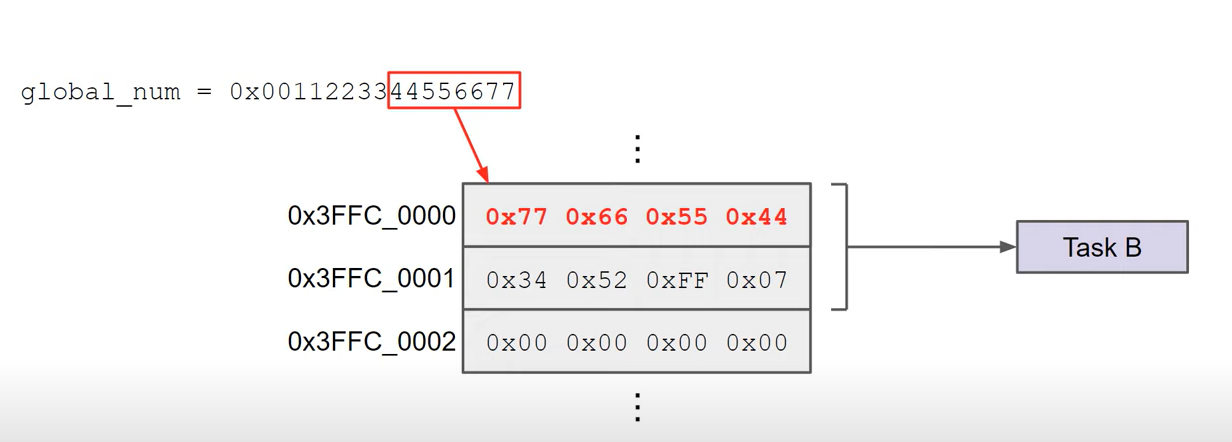 global_num = 0x0011223344556677
0x3FFC_0000 0x77 0x66 0x55 0x44
0x3FFC_0001 0x34 0x52 0xFF 0x07
0x3FFC_0002 0x00 0x00 0x00 0x00
Task B